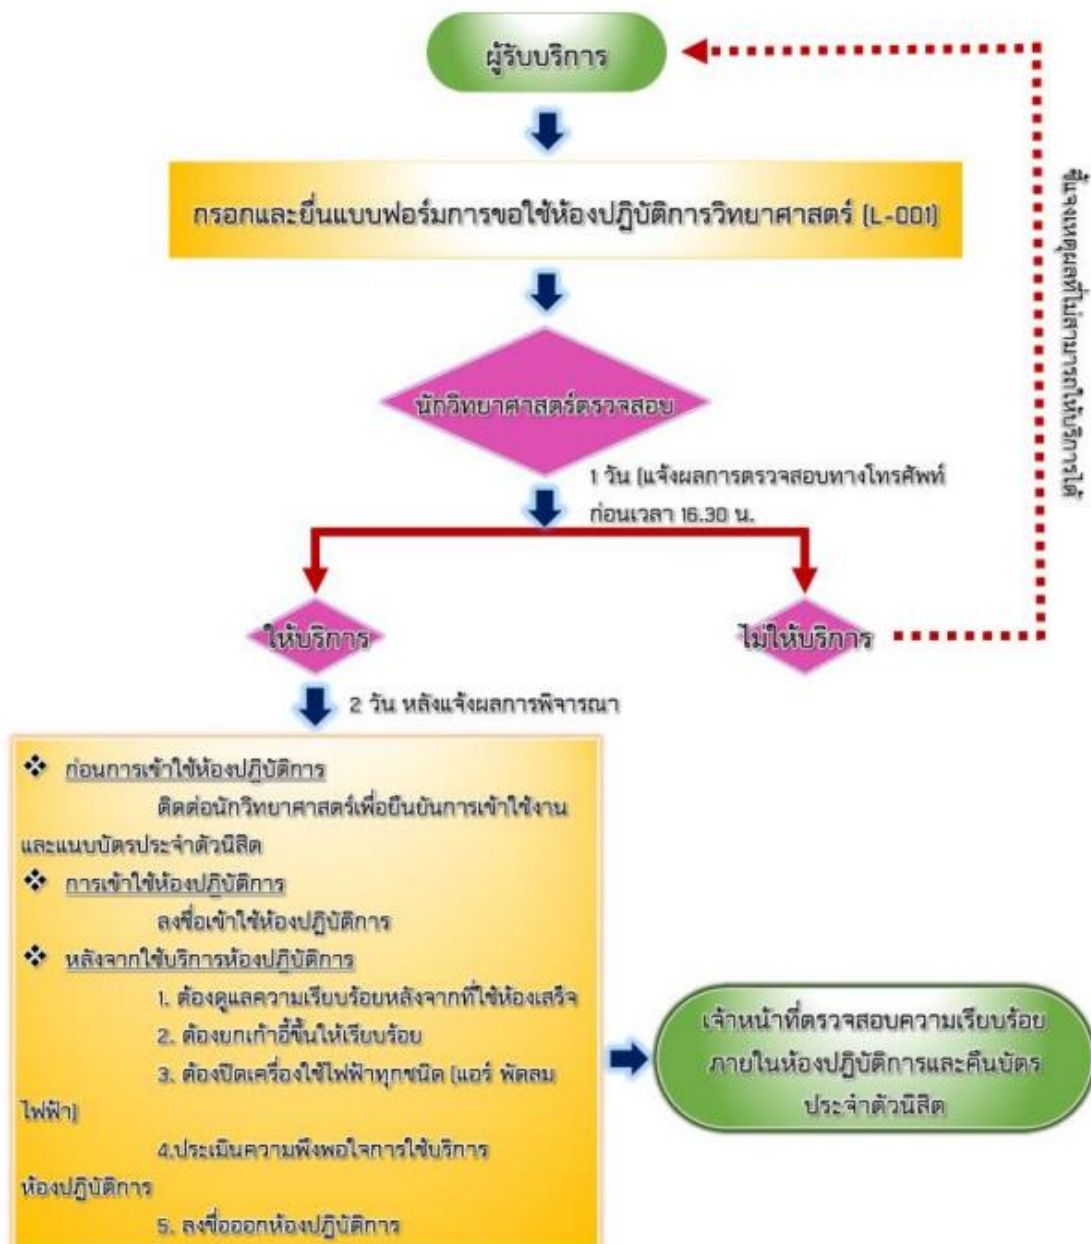 ผู้รับบริการ
กรอกและยื่นแบบฟอร์มการขอใช้ห้องปฏิบัติการวิทยาศาสตร์ (L-001)
นักวิทยาศาสตร์ตรวจสอบ
1 วัน (แจ้งผลการตรวจสอบทางโทรศัพท์
ก่อนเวลา 16.30 น.
ให้บริการ
ไม่ให้บริการ
ชี้แจงเหตุผลที่ไม่สามารถให้บริการได้
2 วัน หลังแจ้งผลการพิจารณา
❖ ก่อนการเข้าใช้ห้องปฏิบัติการ
ติดต่อนักวิทยาศาสตร์เพื่อยืนยันการเข้าใช้งาน
และแนบบัตรประจำตัวนิสิต
❖ การเข้าใช้ห้องปฏิบัติการ
ลงชื่อเข้าใช้ห้องปฏิบัติการ
❖ หลังจากใช้บริการห้องปฏิบัติการ
1. ต้องดูแลความเรียบร้อยหลังจากที่ใช้ห้องเสร็จ
2. ต้องยกเก้าอี้ขึ้นให้เรียบร้อย
3. ต้องปิดเครื่องใช้ไฟฟ้าทุกชนิด (แอร์ พัดลม
ไฟฟ้า)
4.ประเมินความพึงพอใจการใช้บริการ
ห้องปฏิบัติการ
5. ลงชื่อออกห้องปฏิบัติการ
เจ้าหน้าที่ตรวจสอบความเรียบร้อย
ภายในห้องปฏิบัติการและคืนบัตร
ประจำตัวนิสิต